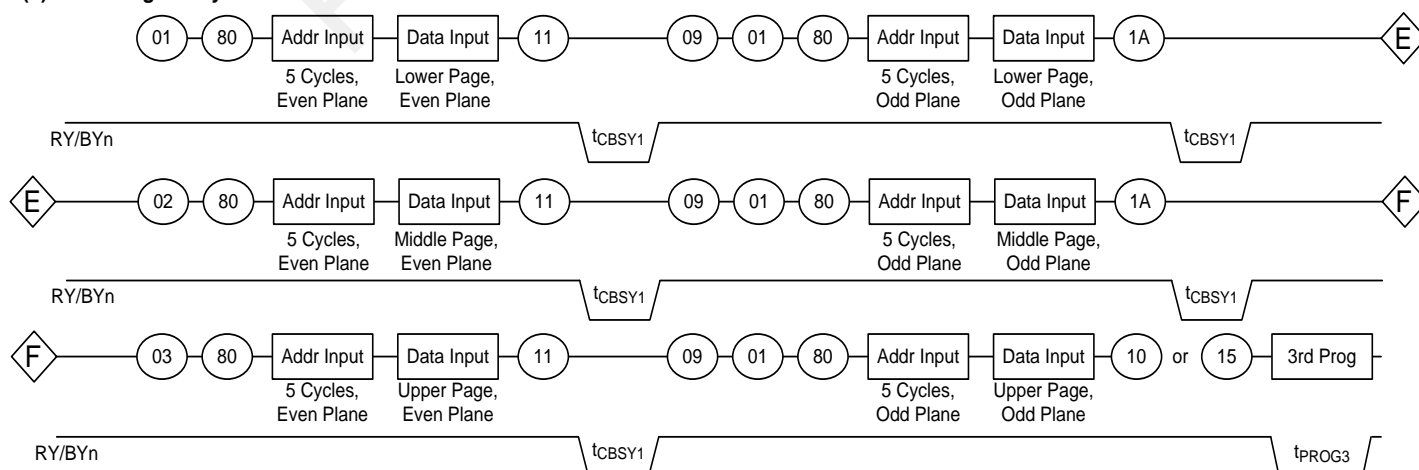 01 80 Addr Input Data Input 11 09 01 80 Addr Input Data Input 1A E
5 Cycles, Lower Page, 5 Cycles, Lower Page,
Even Plane Even Plane Odd Plane Odd Plane
RY/BYn tCBSY1 tCBSY1
E 02 80 Addr Input Data Input 11 09 01 80 Addr Input Data Input 1A F
5 Cycles, Middle Page, 5 Cycles, Middle Page,
Even Plane Even Plane Odd Plane Odd Plane
RY/BYn tCBSY1 tCBSY1
F 03 80 Addr Input Data Input 11 09 01 80 Addr Input Data Input 10 or 15 3rd Prog
5 Cycles, Upper Page, 5 Cycles, Upper Page,
Even Plane Even Plane Odd Plane Odd Plane
RY/BYn tCBSY1 tPROG3